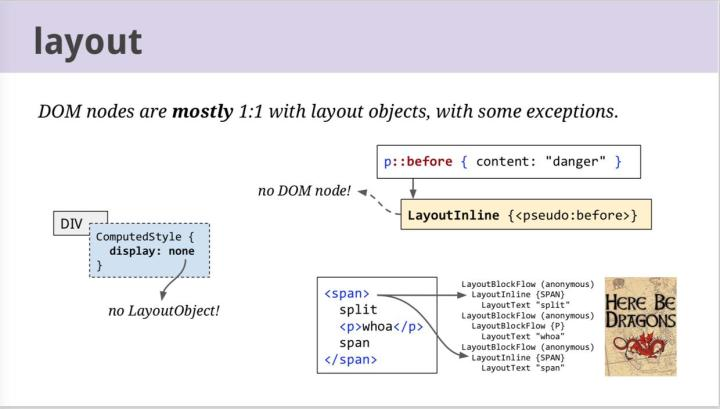 layout
DOM nodes are mostly 1:1 with layout objects, with some exceptions.
p::before { content: "danger" }
no DOM node!
LayoutInline {<pseudo:before>}
DIV
ComputedStyle {
display: none
}
no LayoutObject!
<span>
split
<p>whoa</p>
span
</span>
LayoutBlockFlow (anonymous)
LayoutInline {SPAN}
LayoutText "split"
LayoutBlockFlow (anonymous)
LayoutBlockFlow {P}
LayoutText "whoa"
LayoutBlockFlow (anonymous)
LayoutInline {SPAN}
LayoutText "span"
HERE BE
DRAGONS